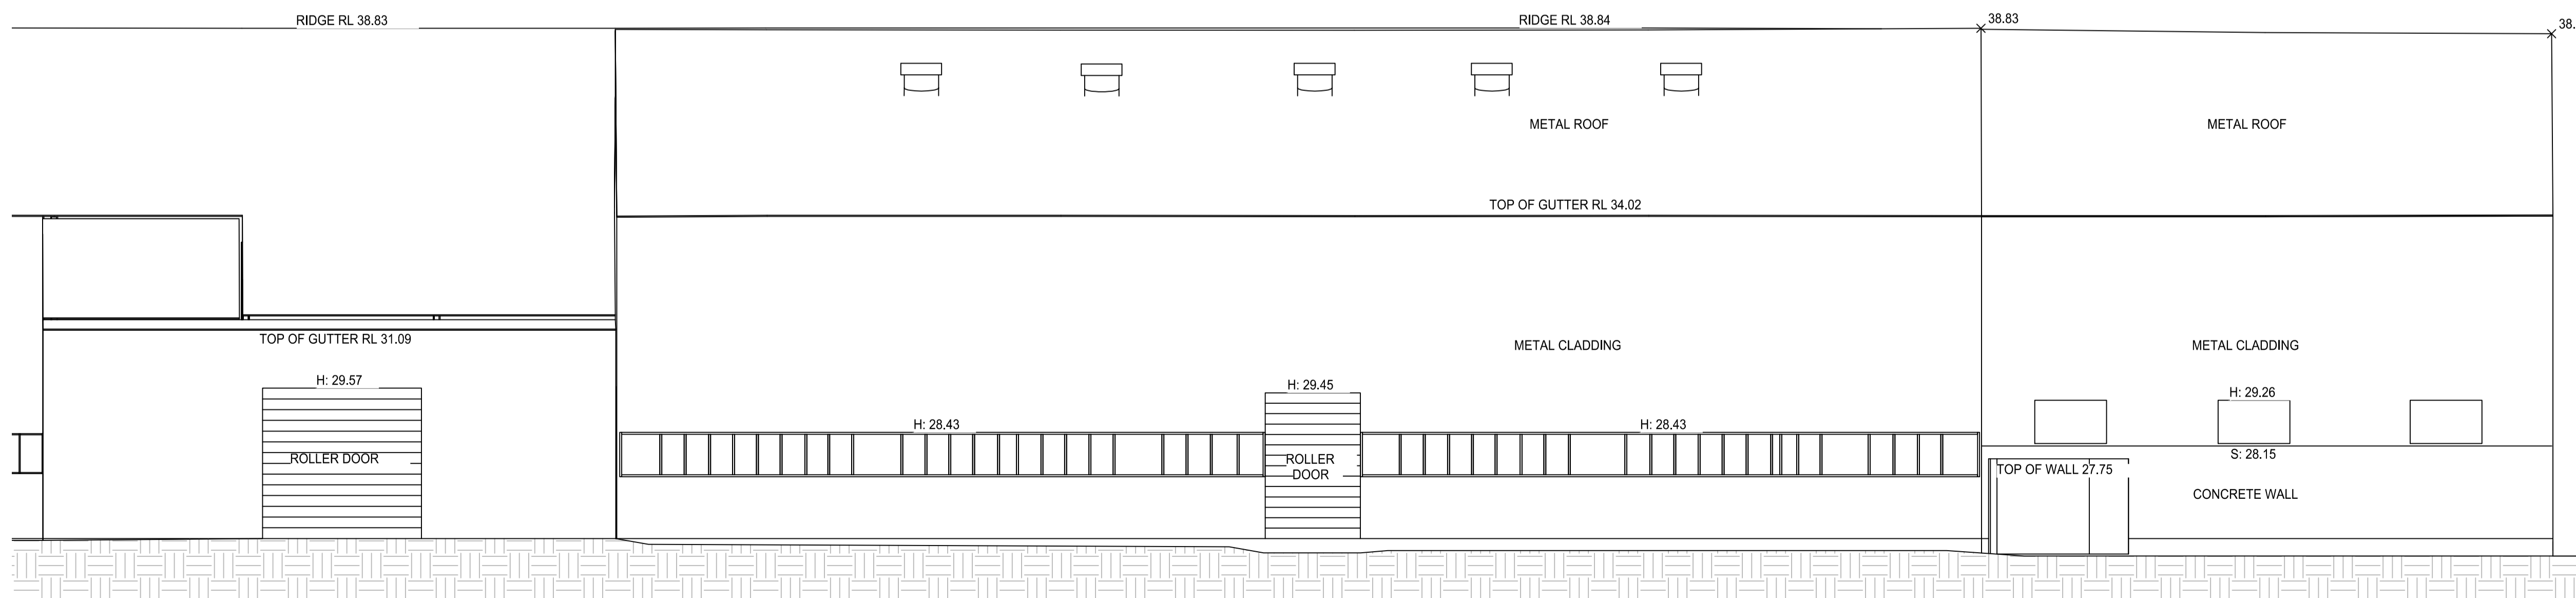 RIDGE RL 38.83
RIDGE RL 38.84
38.83
38.
METAL ROOF
METAL ROOF
TOP OF GUTTER RL 34.02
TOP OF GUTTER RL 31.09
METAL CLADDING
METAL CLADDING
H: 29.57
H: 29.45
H: 29.26
H: 28.43
H: 28.43
ROLLER DOOR
ROLLER
DOOR
S: 28.15
TOP OF WALL 27.75
CONCRETE WALL